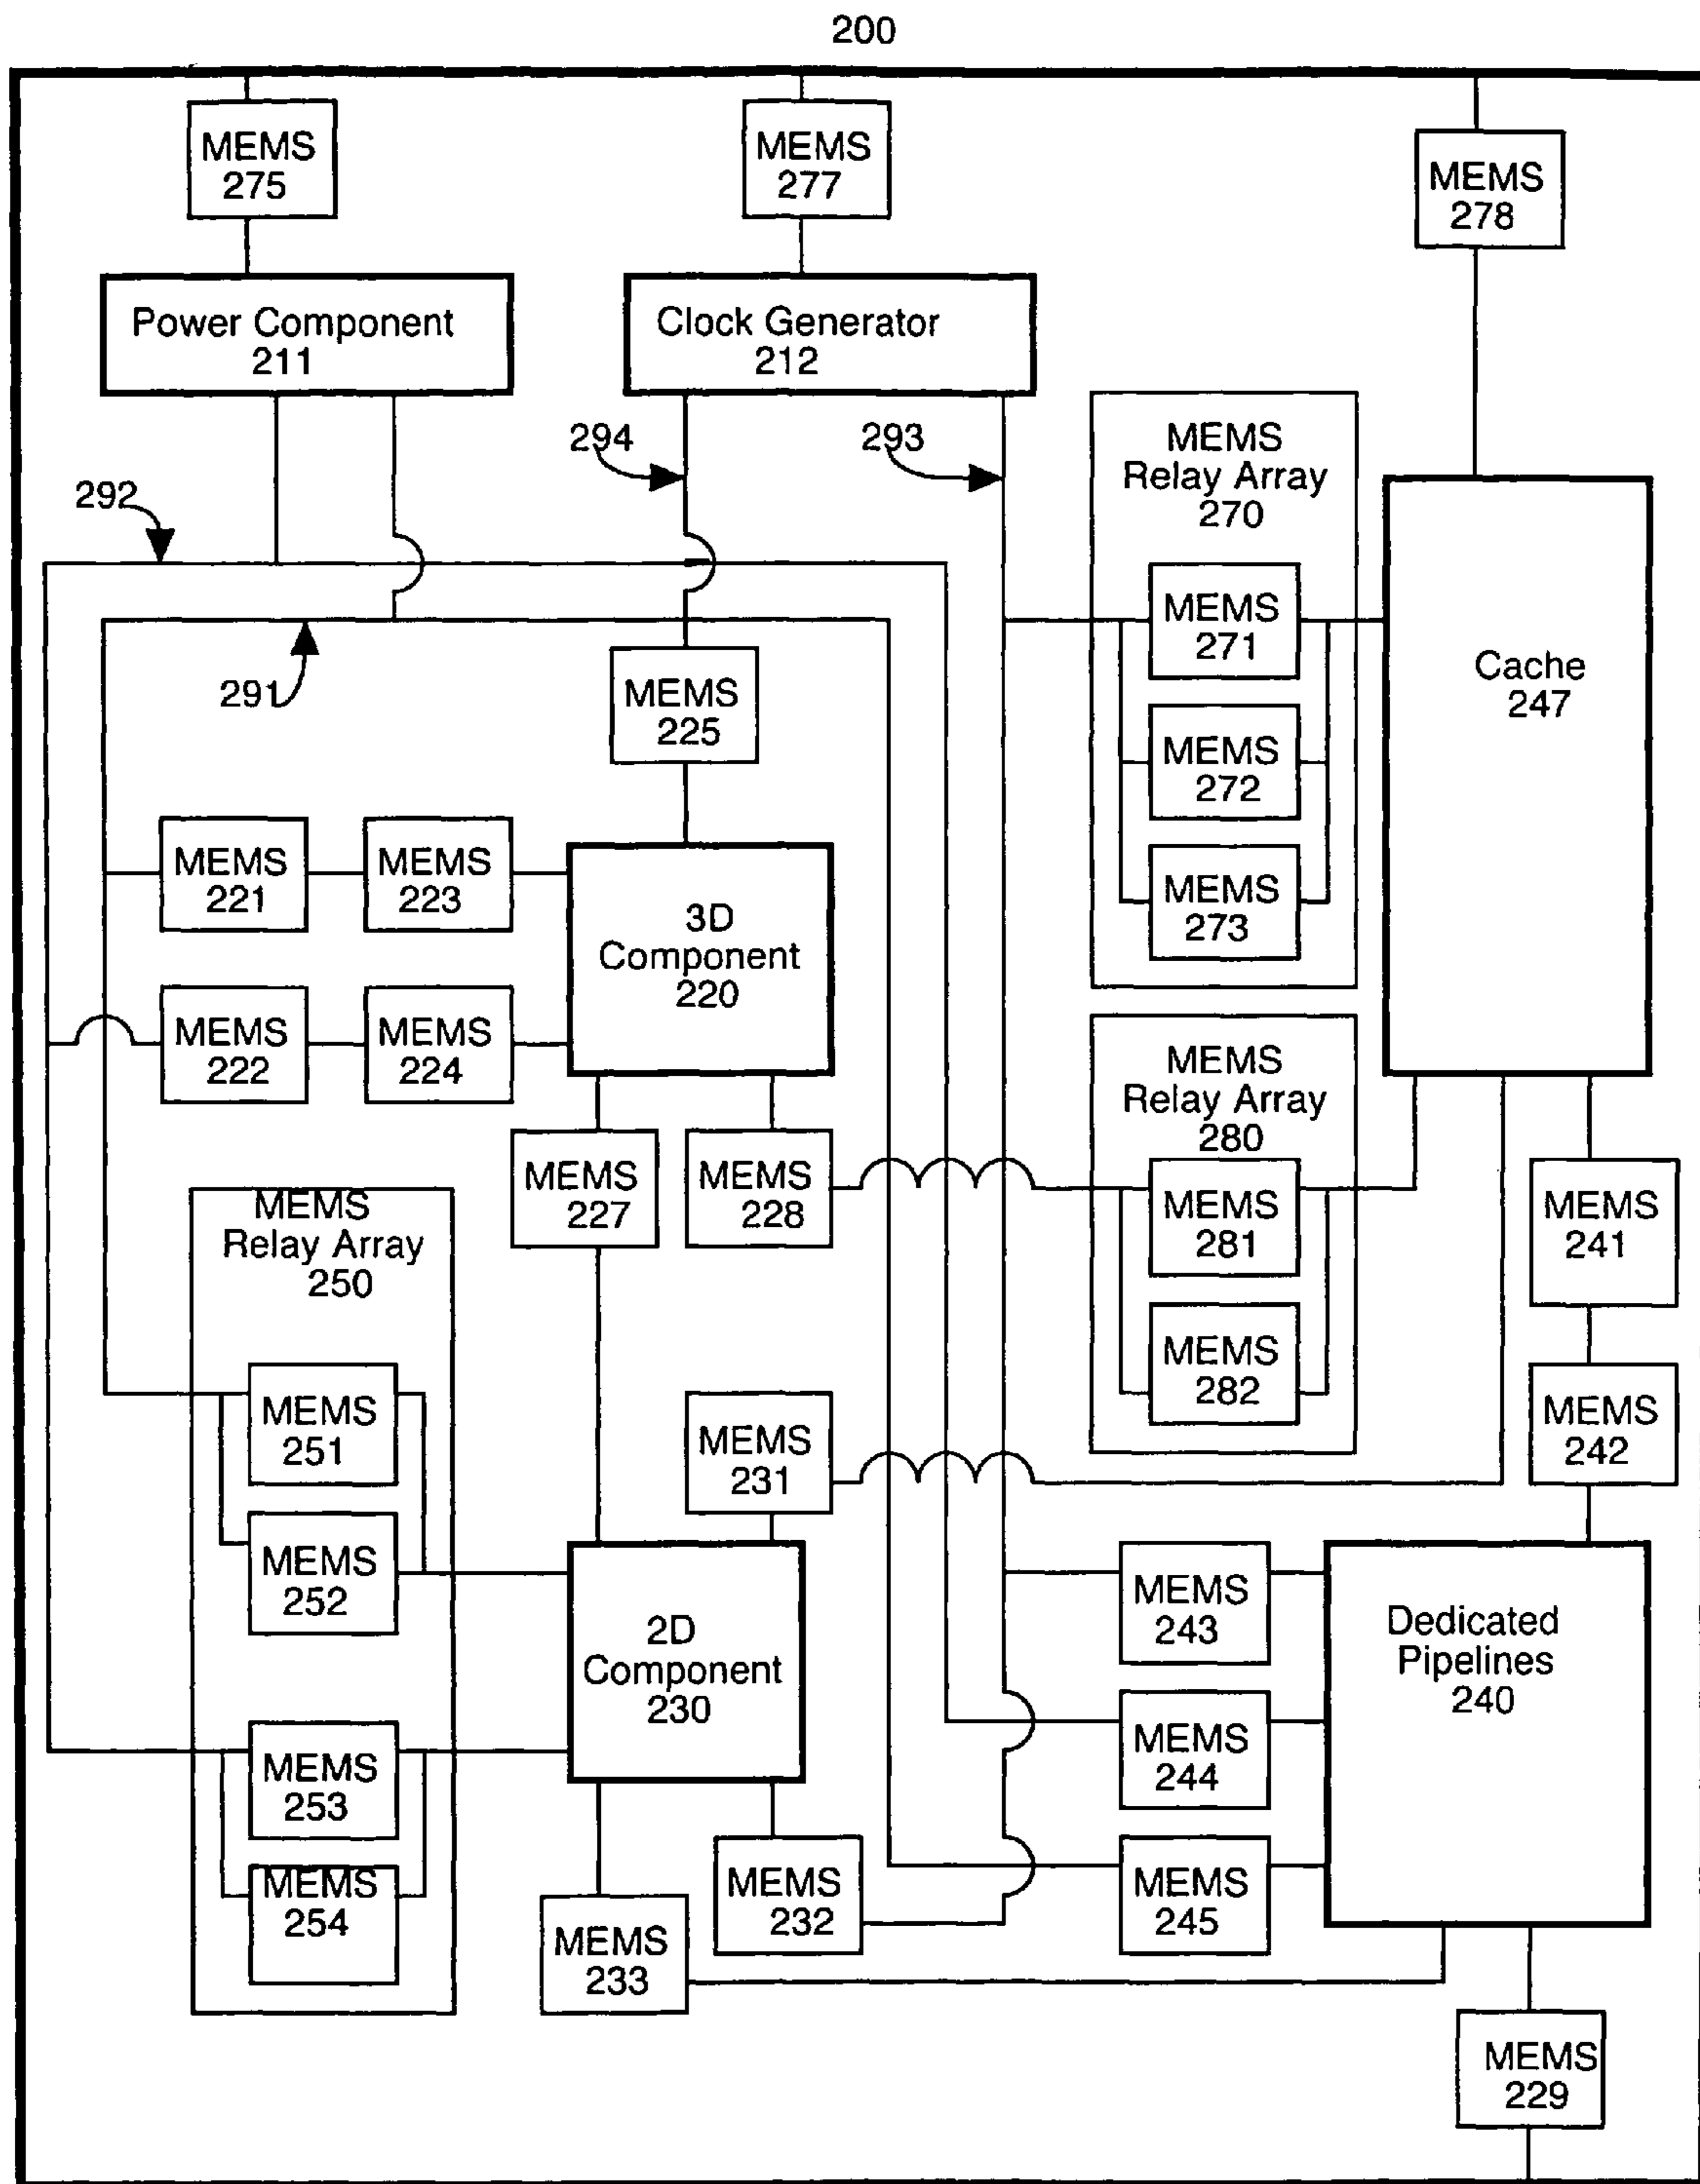 200
MEMS
275
MEMS
277
MEMS
278
Power Component
211
Clock Generator
212
294
293
292
291
MEMS
Relay Array
270
MEMS
271
MEMS
272
MEMS
273
Cache
247
MEMS
225
MEMS
221
MEMS
223
3D
Component
220
MEMS
222
MEMS
224
MEMS
227
MEMS
228
MEMS
Relay Array
280
MEMS
281
MEMS
282
MEMS
241
MEMS
242
MEMS
Relay Array
250
MEMS
251
MEMS
252
MEMS
253
MEMS
254
MEMS
231
2D
Component
230
MEMS
232
MEMS
233
MEMS
243
MEMS
244
MEMS
245
Dedicated
Pipelines
240
MEMS
229